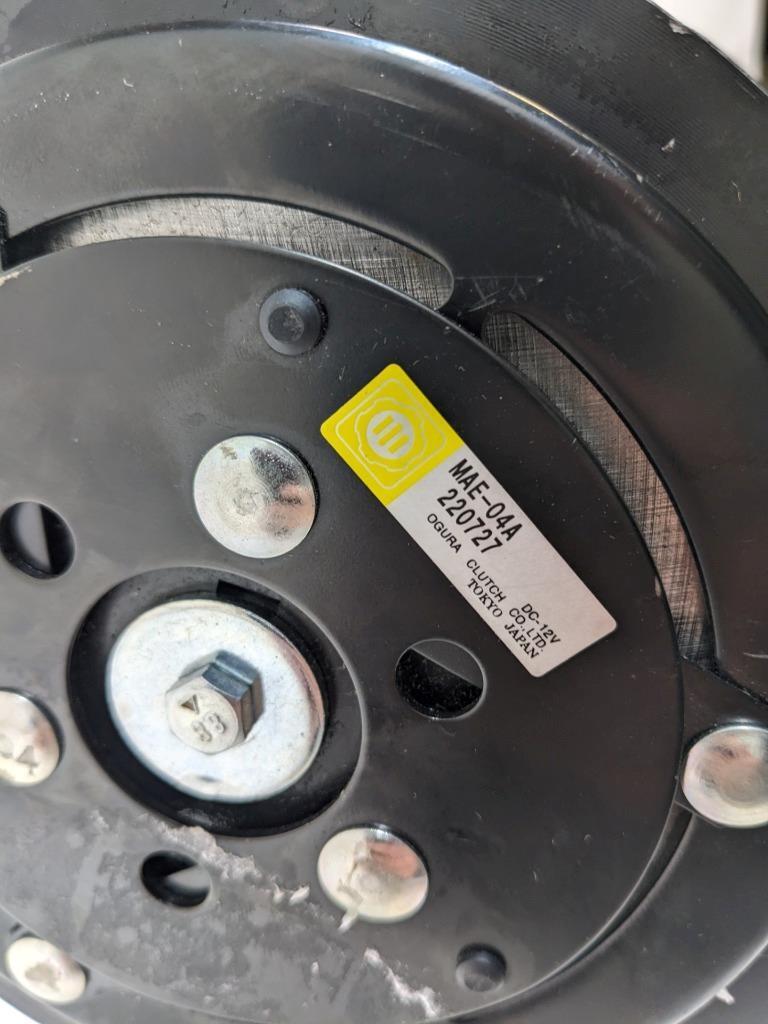 MAE-04A
220727
DC-12V
OGURA CLUTCH CO.,LTD.
TOKYO JAPAN